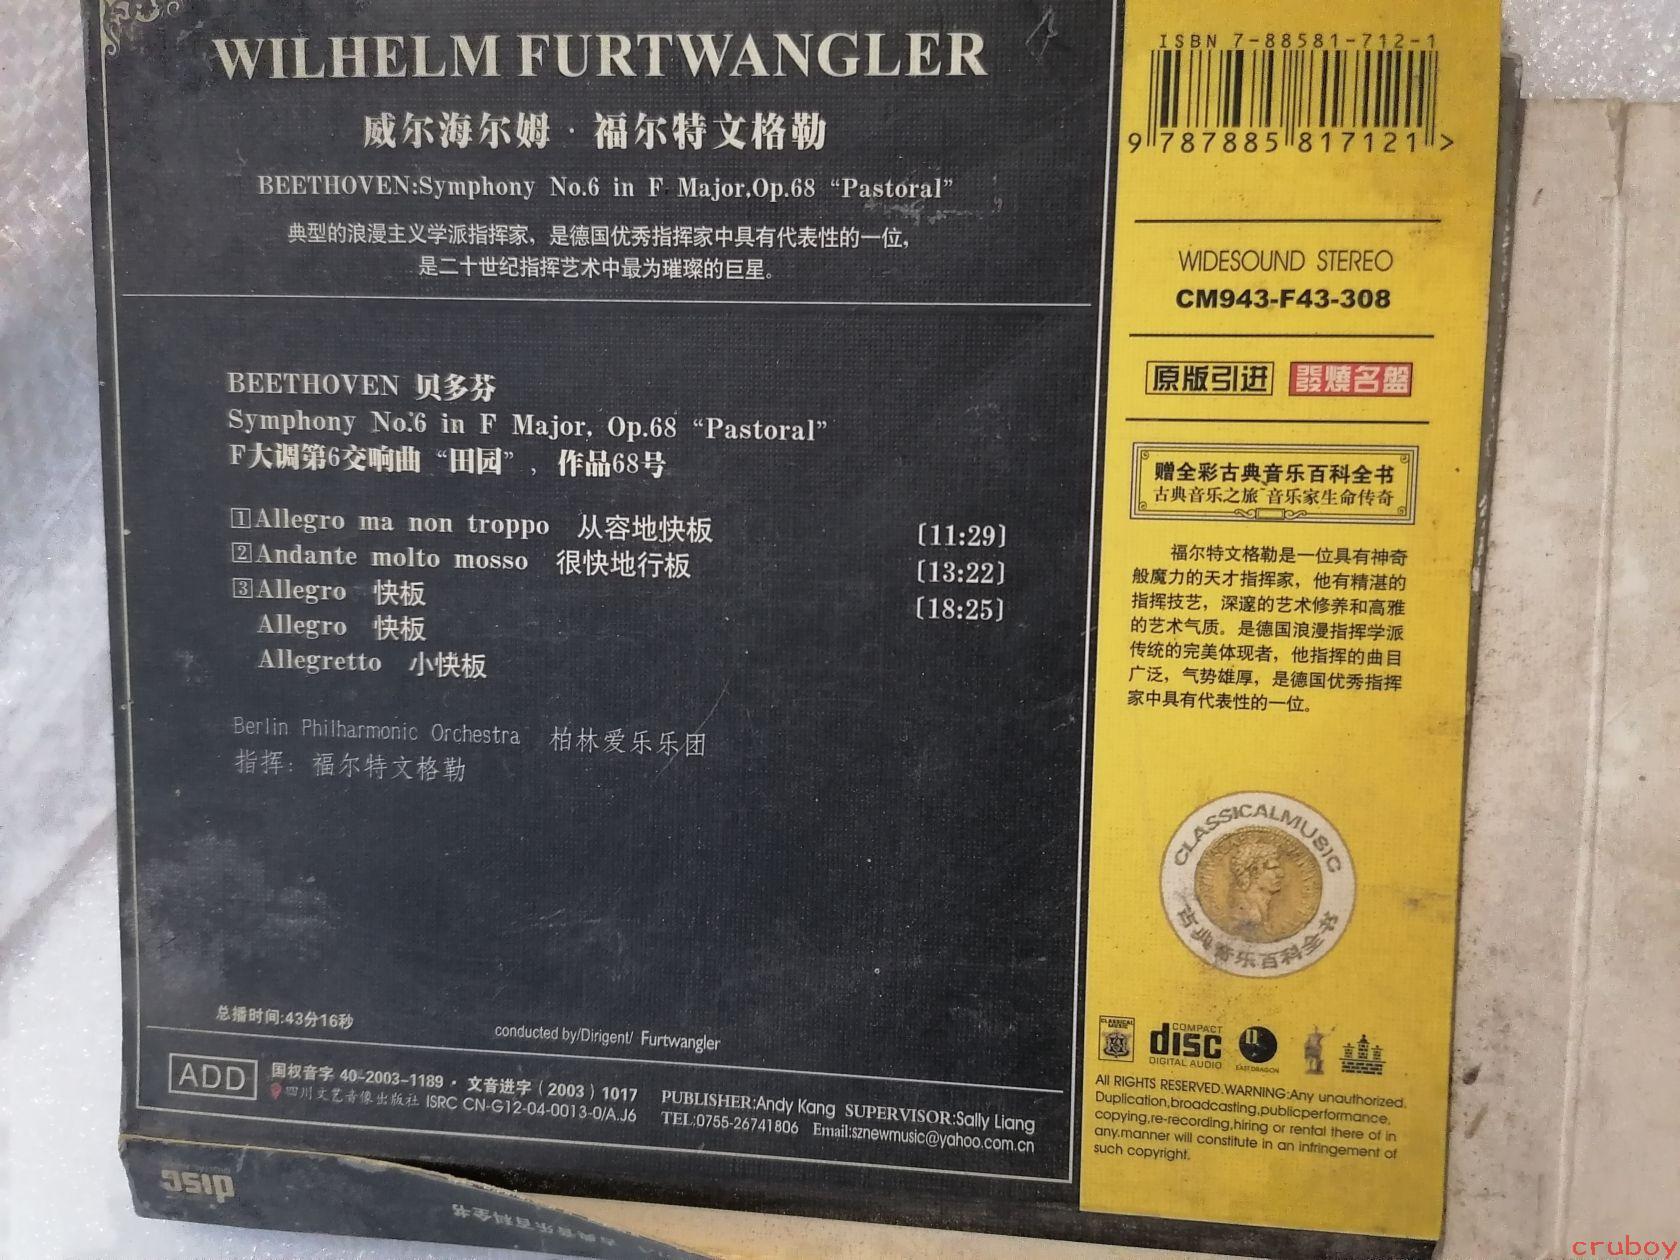 WILHELM FURTWANGLER
威尔海尔姆·福尔特文格勒
BEETHOVEN:Symphony No.6 in F Major,Op.68 “Pastoral”
典型的浪漫主义学派指挥家，是德国优秀指挥家中具有代表性的一位，
是二十世纪指挥艺术中最为璀璨的巨星。
BEETHOVEN 贝多芬
Symphony No.6 in F Major, Op.68 “Pastoral”
F大调第6交响曲“田园”，作品68号
1 Allegro ma non troppo 从容地快板 [11:29]
2 Andante molto mosso 很快地行板 [13:22]
3 Allegro 快板 [18:25]
Allegro 快板
Allegretto 小快板
Berlin Philharmonic Orchestra 柏林爱乐乐团
指挥：福尔特文格勒
总播时间:43分16秒
conducted by/Dirigent/ Furtwangler
ADD
国权音字 40-2003-1189·文音进字（2003）1017
四川文艺音像出版社 ISRC CN-G12-04-0013-0/A.J6
PUBLISHER:Andy Kang SUPERVISOR:Sally Liang
TEL:0755-26741806 Email:sznewmusic@yahoo.com.cn
ISBN 7-88581-712-1
9 787885 817121 >
WIDESOUND STEREO
CM943-F43-308
原版引进 發燒名盤
赠全彩古典音乐百科全书
古典音乐之旅 音乐家生命传奇
福尔特文格勒是一位具有神奇
般魔力的天才指挥家，他有精湛的
指挥技艺，深邃的艺术修养和高雅
的艺术气质。是德国浪漫指挥学派
传统的完美体现者，他指挥的曲目
广泛，气势雄厚，是德国优秀指挥
家中具有代表性的一位。
CLASSICALMUSIC
古典音乐百科全书
CLASSICAL MUSIC
COMPACT
disc
DIGITAL AUDIO
EAST DRAGON
All RIGHTS RESERVED.WARNING:Any unauthorized.
Duplication,broadcasting,publicperformance,
copying,re-recording,hiring or rental there of in
any.manner will constitute in an infringement of
such copyright.
disc
古典音乐百科全书
cruboy